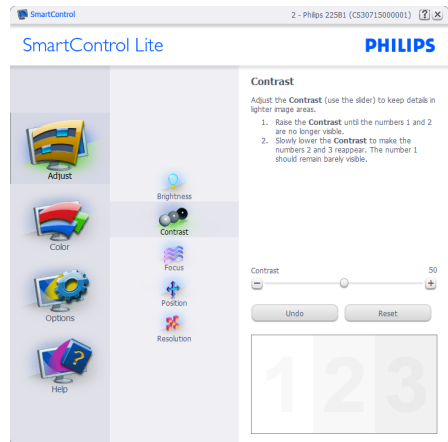 SmartControl
2 - Philips 225B1 (CS30715000001)
? X
SmartControl Lite
PHILIPS
Adjust
Color
Options
Help
Brightness
Contrast
Focus
Position
Resolution
Contrast
Adjust the Contrast (use the slider) to keep details in
lighter image areas.
1. Raise the Contrast until the numbers 1 and 2
are no longer visible.
2. Slowly lower the Contrast to make the
numbers 2 and 3 reappear. The number 1
should remain barely visible.
Contrast 50
Undo Reset
1 2 3